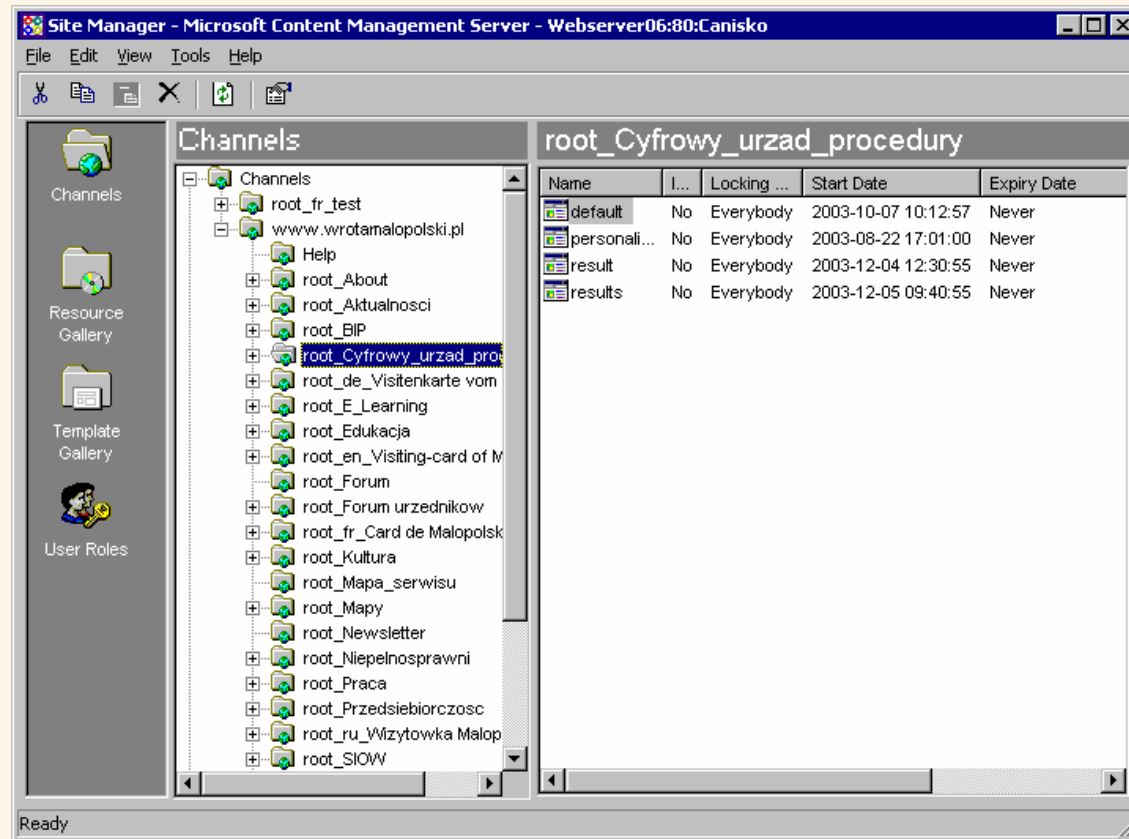 Site Manager - Microsoft Content Management Server - Webserver06:80:Canisko
File Edit View Tools Help
Channels
Resource
Gallery
Template
Gallery
User Roles
Channels
Channels
root_fr_test
wwww.wrotamalopolski.pl
Help
root_About
root_Aktualnosci
root_BIP
root_Cyfrowy_urzad_pro
root_de_Visitenkarte vom
root_E_Learning
root_Edukacja
root_en_Visiting-card of M
root_Forum
root_Forum urzednikow
root_fr_Card de Malopolsk
root_Kultura
root_Mapa_serwisu
root_Mapy
root_Newsletter
root_Niepelnosprawni
root_Praca
root_Przedsiebiorczosc
root_ru_Wizytowka Malop
root_SIOW
root_Cyfrowy_urzad_procedury
Name I... Locking ... Start Date Expiry Date
default No Everybody 2003-10-07 10:12:57 Never
personali... No Everybody 2003-08-22 17:01:00 Never
result No Everybody 2003-12-04 12:30:55 Never
results No Everybody 2003-12-05 09:40:55 Never
Ready